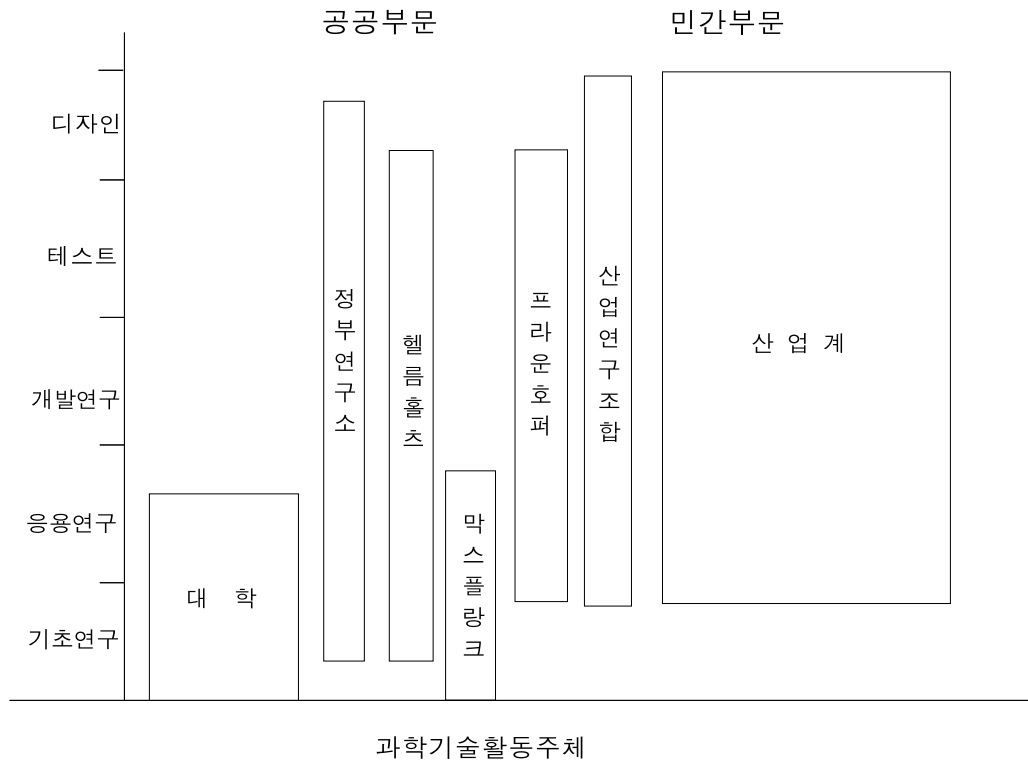 공공부문
민간부문
디자인
테스트
개발연구
응용연구
기초연구
대 학
정부연구소
헬름홀츠
막스플랑크
프라운호퍼
산업연구조합
산 업 계
과학기술활동주체